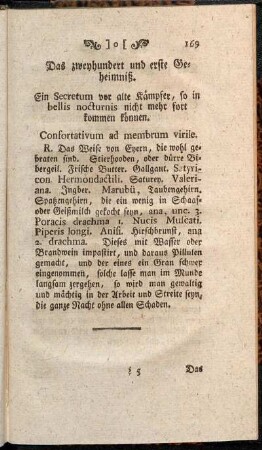 ]o[ 169
Das zweyhundert und erste Ge-
heimniß.
Ein Secretum vor alte Kämpfer, so in
bellis nocturnis nicht mehr fort
kommen können.
Confortativum ad membrum virile.
R. Das Weise von Eyern, die wohl ge-
braten sind. Stierhooden, oder dürre Bi-
bergeil. Frische Butter. Gallgant. Satyri-
con. Hermondactili. Saturey. Valeri-
ana. Ingber. Marubü, Taubengehirn,
Spatzengehirn, die ein wenig in Schaaf-
oder Geißmilch gekocht seyn, ana, unc. 3.
Poracis drachma 1. Nucis Muscati.
Piperis longi. Anisi. Hirschbrunst, ana
2. drachma. Dieses mit Wasser oder
Brandwein impastirt, und daraus Pillulen
gemacht, und der eines ein Gran schwer
eingenommen, solche lasse man im Munde
langsam zergehen, so wird man gewaltig
und mächtig in der Arbeit und Streite seyn,
die ganze Nacht ohne allen Schaden.
Das